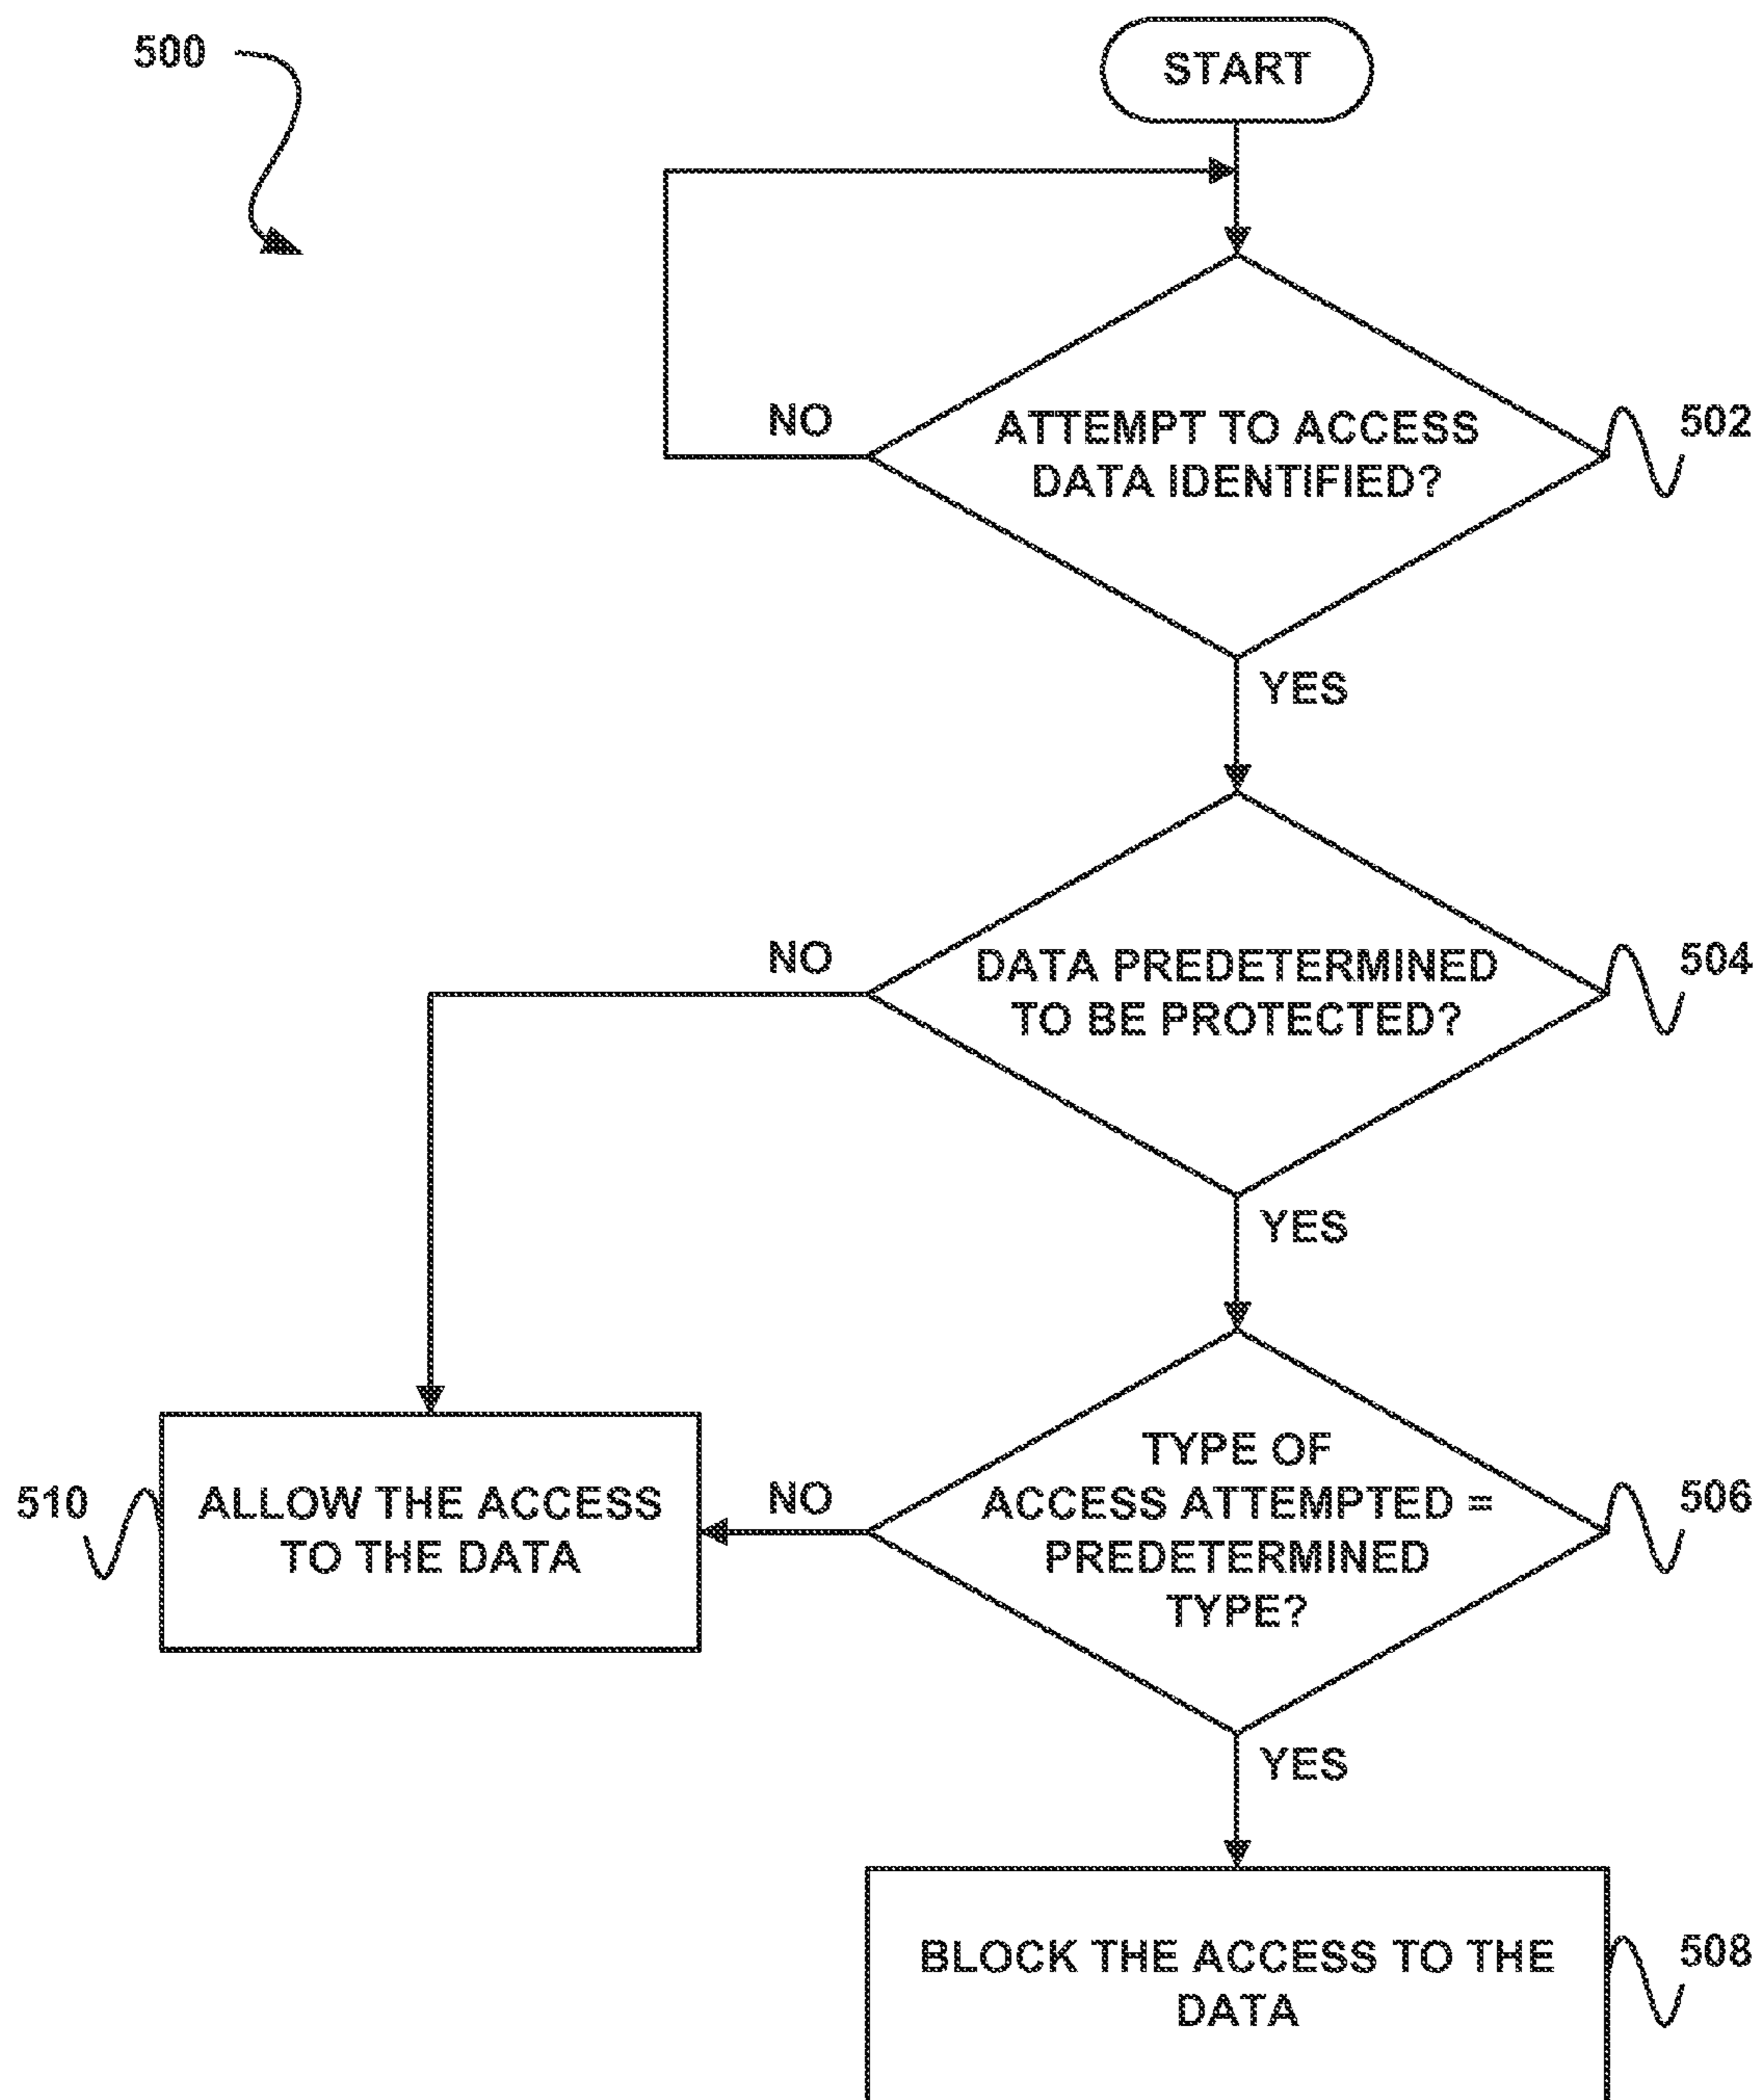 500
START
NO
ATTEMPT TO ACCESS
DATA IDENTIFIED?
502
YES
NO
DATA PREDETERMINED
TO BE PROTECTED?
504
YES
510
ALLOW THE ACCESS
TO THE DATA
NO
TYPE OF
ACCESS ATTEMPTED =
PREDETERMINED
TYPE?
506
YES
BLOCK THE ACCESS TO THE
DATA
508